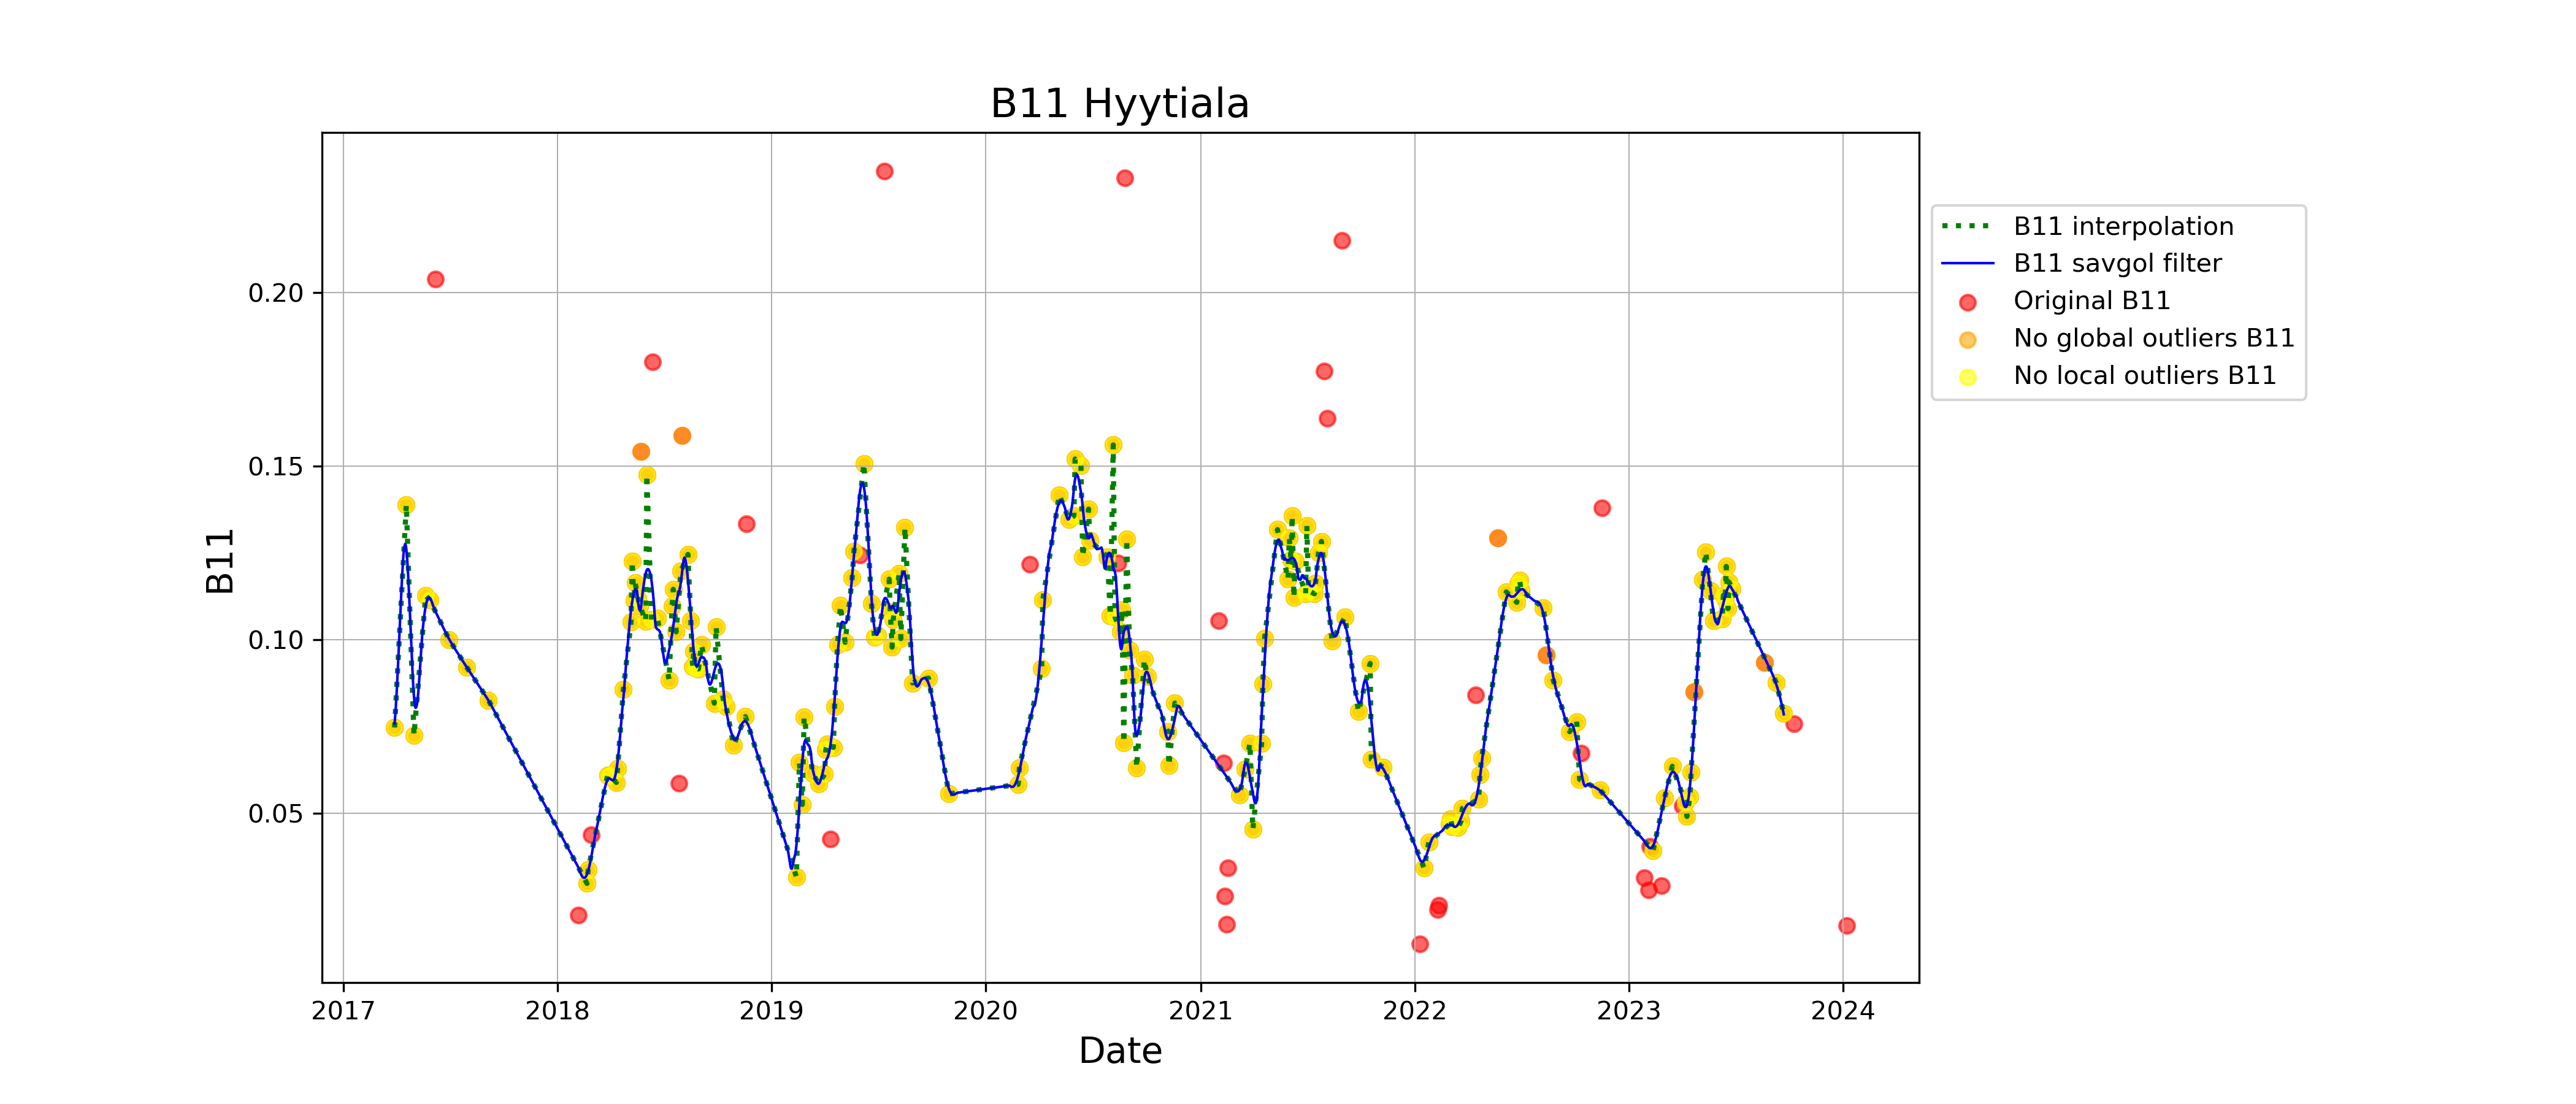 B11 Hyytiala
B11
0.20
0.15
0.10
0.05
2017
2018
2019
2020
2021
2022
2023
2024
Date
B11 interpolation
B11 savgol filter
Original B11
No global outliers B11
No local outliers B11